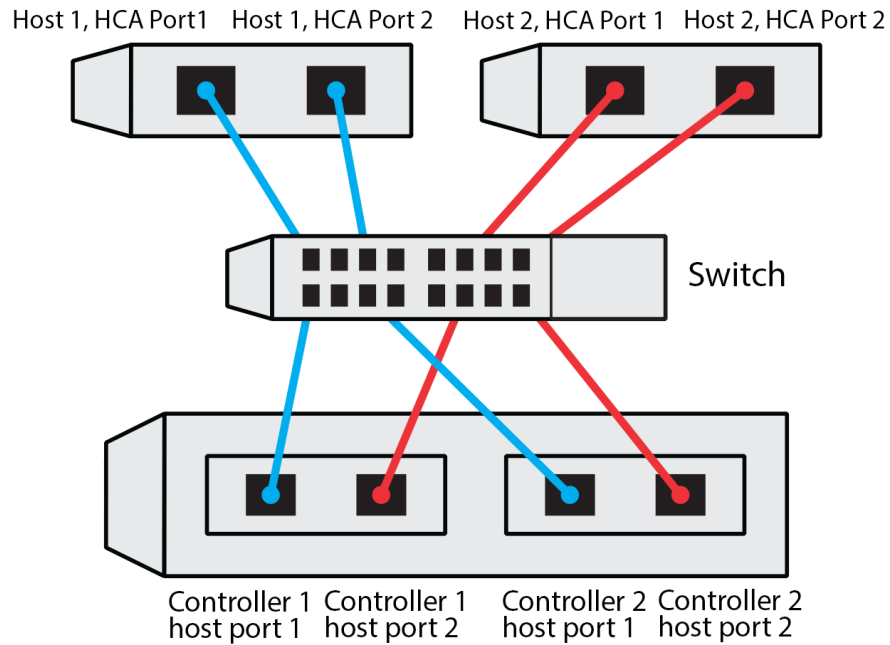 Host 1, HCA Port1
Host 1, HCA Port 2
Host 2, HCA Port 1
Host 2, HCA Port 2
Switch
Controller 1
host port 1
Controller 1
host port 2
Controller 2
host port 1
Controller 2
host port 2